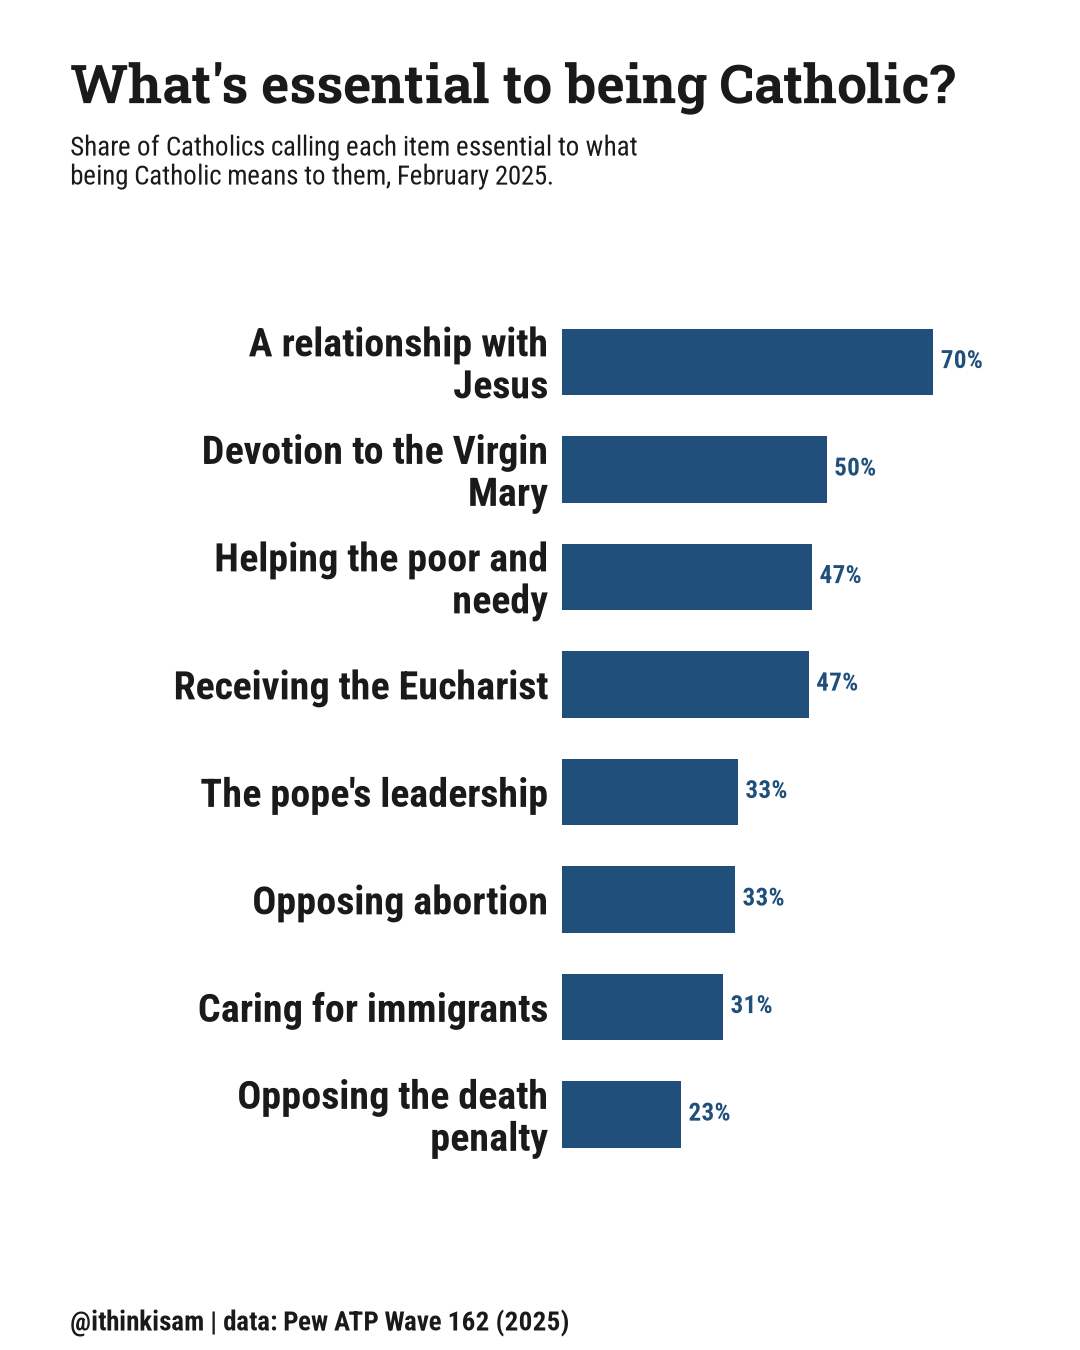 What's essential to being Catholic?
Share of Catholics calling each item essential to what
being Catholic means to them, February 2025.
A relationship with
Jesus
70%
Devotion to the Virgin
Mary
50%
Helping the poor and
needy
47%
Receiving the Eucharist
47%
The pope's leadership
33%
Opposing abortion
33%
Caring for immigrants
31%
Opposing the death
penalty
23%
@ithinkisam | data: Pew ATP Wave 162 (2025)